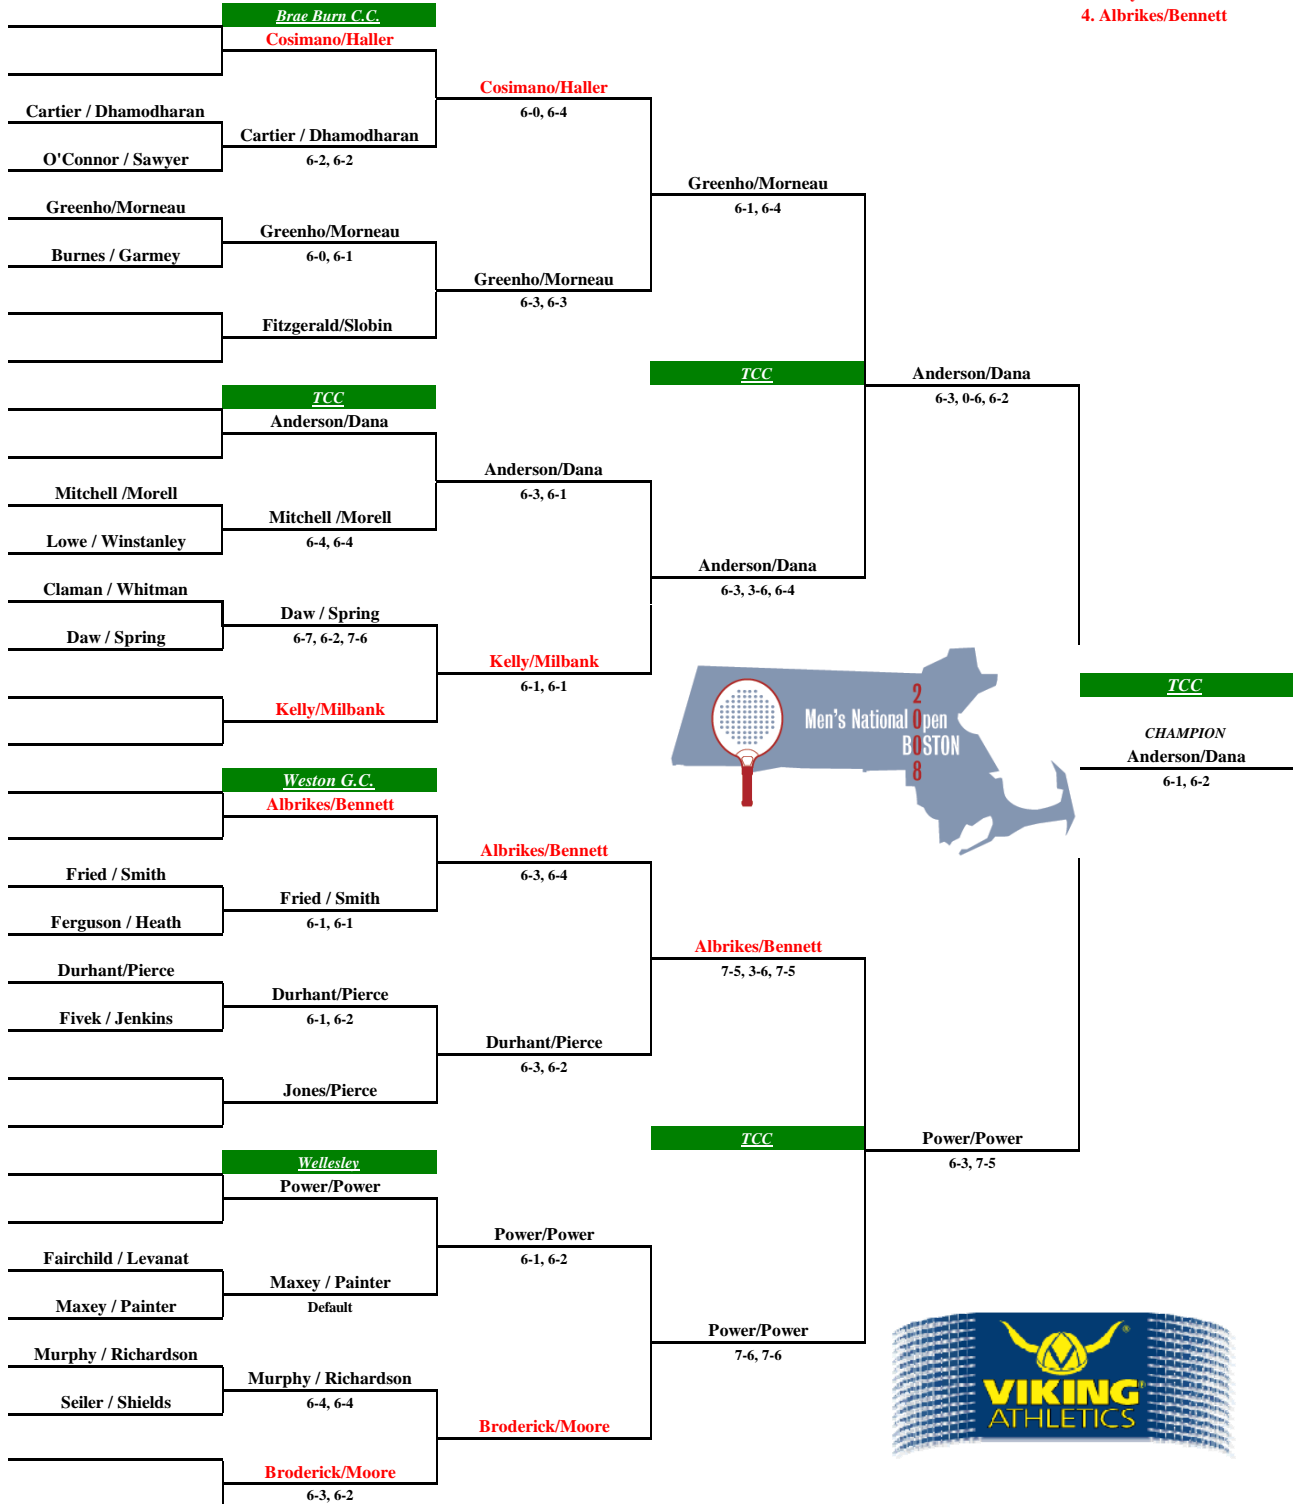 4. Albrikes/Bennett
Brae Burn C.C.
Cosimano/Haller
Cosimano/Haller
6-0, 6-4
Cartier / Dhamodharan
Cartier / Dhamodharan
6-2, 6-2
O'Connor / Sawyer
Greenho/Morneau
6-1, 6-4
Greenho/Morneau
Greenho/Morneau
6-0, 6-1
Burnes / Garmey
Greenho/Morneau
6-3, 6-3
Fitzgerald/Slobin
TCC
Anderson/Dana
6-3, 0-6, 6-2
TCC
Anderson/Dana
Anderson/Dana
6-3, 6-1
Mitchell /Morell
Mitchell /Morell
6-4, 6-4
Lowe / Winstanley
Anderson/Dana
6-3, 3-6, 6-4
Claman / Whitman
Daw / Spring
6-7, 6-2, 7-6
Daw / Spring
Kelly/Milbank
6-1, 6-1
Kelly/Milbank
2008
Men's National Open
BOSTON
TCC
CHAMPION
Anderson/Dana
6-1, 6-2
Weston G.C.
Albrikes/Bennett
Albrikes/Bennett
6-3, 6-4
Fried / Smith
Fried / Smith
6-1, 6-1
Ferguson / Heath
Albrikes/Bennett
7-5, 3-6, 7-5
Durhant/Pierce
Durhant/Pierce
6-1, 6-2
Fivek / Jenkins
Durhant/Pierce
6-3, 6-2
Jones/Pierce
TCC
Power/Power
6-3, 7-5
Wellesley
Power/Power
Power/Power
6-1, 6-2
Fairchild / Levanat
Maxey / Painter
Default
Maxey / Painter
Power/Power
7-6, 7-6
Murphy / Richardson
Murphy / Richardson
6-4, 6-4
Seiler / Shields
Broderick/Moore
Broderick/Moore
6-3, 6-2
VIKING
ATHLETICS